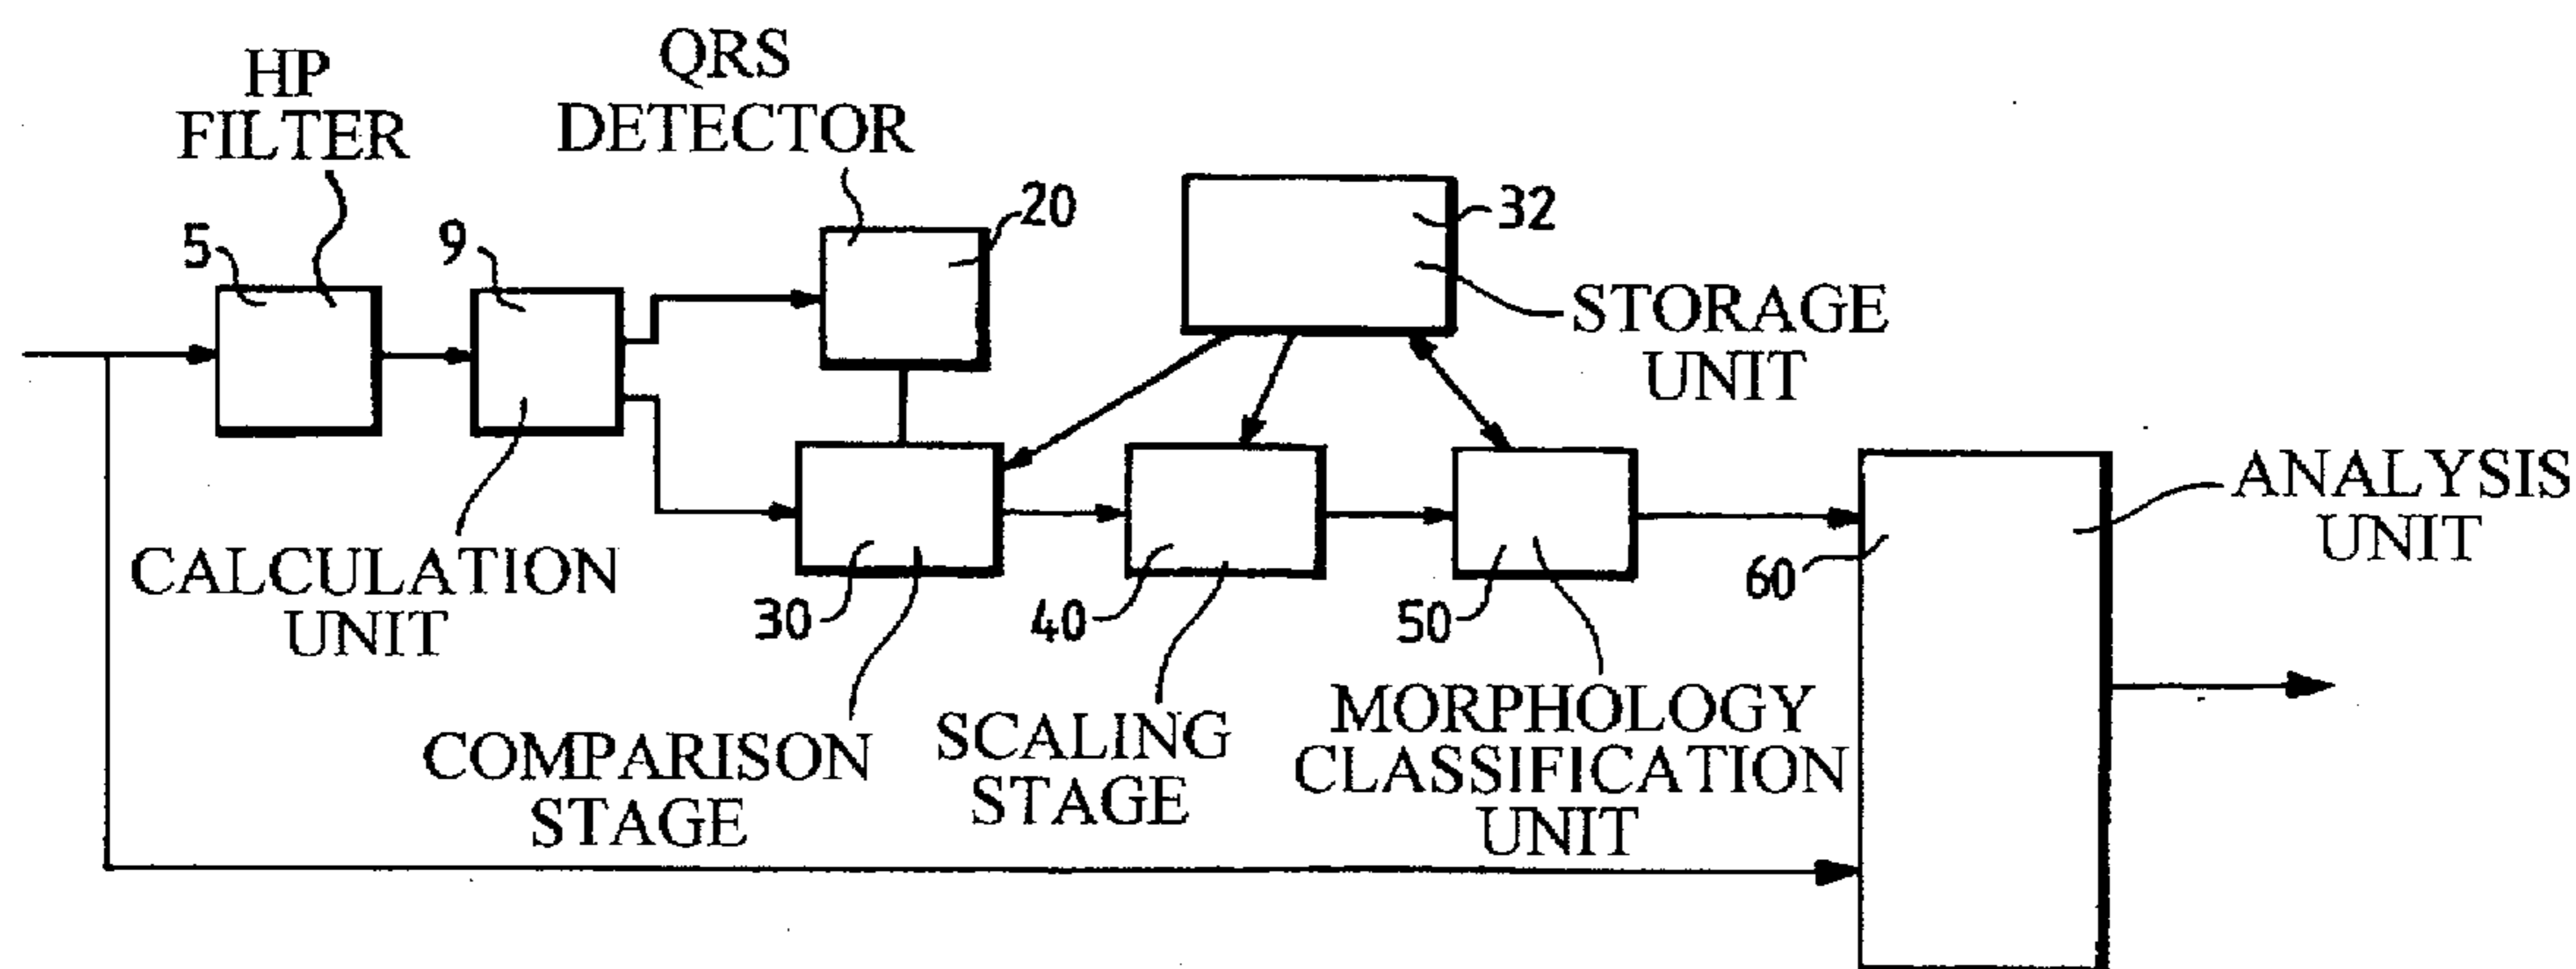 HP
FILTER
QRS
DETECTOR
5
9
20
32
STORAGE
UNIT
CALCULATION
UNIT
30
40
50
60
ANALYSIS
UNIT
COMPARISON
STAGE
SCALING
STAGE
MORPHOLOGY
CLASSIFICATION
UNIT